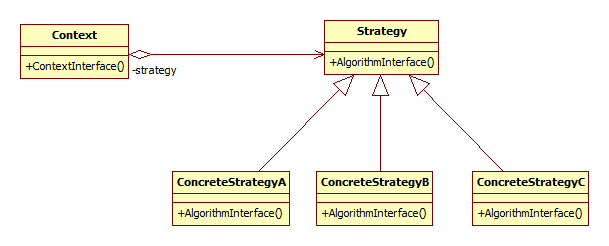 Context
+ContextInterface()
-strategy
Strategy
+AlgorithmInterface()
ConcreteStrategyA
+AlgorithmInterface()
ConcreteStrategyB
+AlgorithmInterface()
ConcreteStrategyC
+AlgorithmInterface()